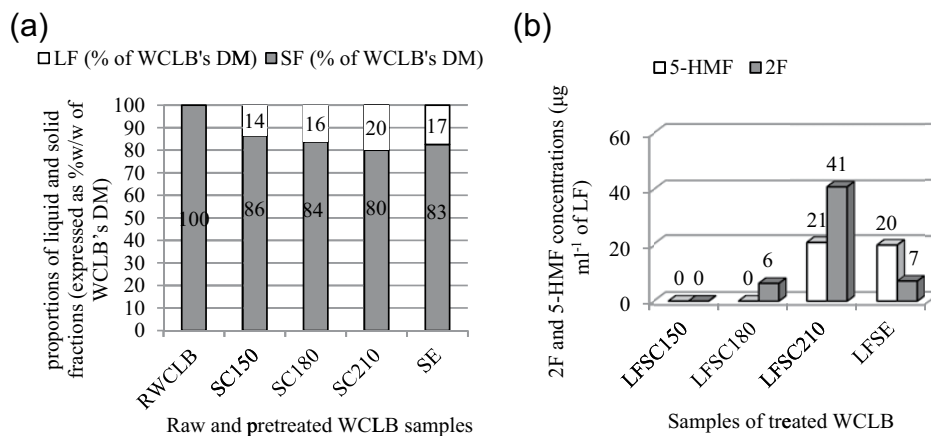 (a)
LF (% of WCLB's DM) SF (% of WCLB's DM)
proportions of liquid and solid
fractions (expressed as %w/w of
WCLB's DM)
100
90
80
70
60
50
40
30
20
10
0
100
14
86
16
84
20
80
17
83
RWCLB
SC150
SC180
SC210
SE
Raw and pretreated WCLB samples
(b)
5-HMF 2F
2F and 5-HMF concentrations (µg
ml-1 of LF)
60
40
20
0
0 0
0 6
21 41
20 7
LFSC150
LFSC180
LFSC210
LFSE
Samples of treated WCLB